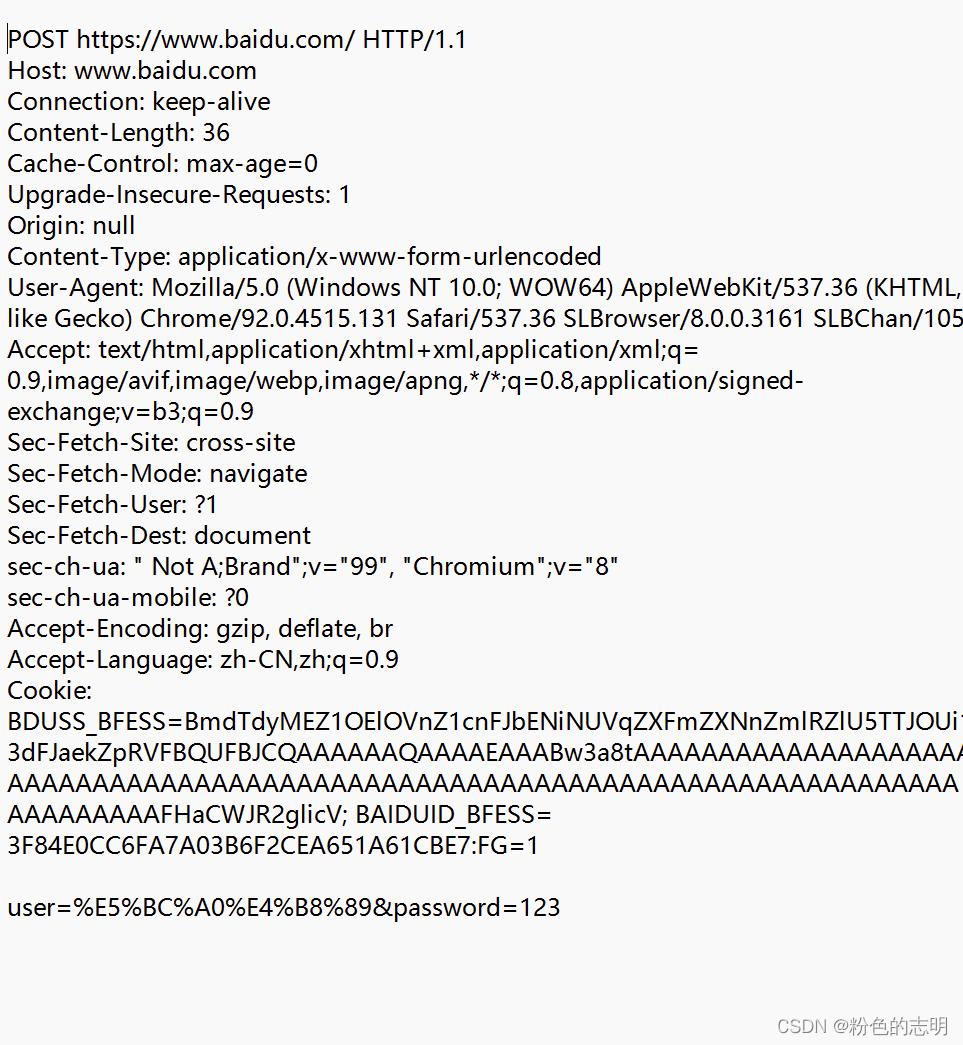 POST https://www.baidu.com/ HTTP/1.1
Host: www.baidu.com
Connection: keep-alive
Content-Length: 36
Cache-Control: max-age=0
Upgrade-Insecure-Requests: 1
Origin: null
Content-Type: application/x-www-form-urlencoded
User-Agent: Mozilla/5.0 (Windows NT 10.0; WOW64) AppleWebKit/537.36 (KHTML,
like Gecko) Chrome/92.0.4515.131 Safari/537.36 SLBrowser/8.0.0.3161 SLBChan/105
Accept: text/html,application/xhtml+xml,application/xml;q=
0.9,image/avif,image/webp,image/apng,*/*;q=0.8,application/signed-
exchange;v=b3;q=0.9
Sec-Fetch-Site: cross-site
Sec-Fetch-Mode: navigate
Sec-Fetch-User: ?1
Sec-Fetch-Dest: document
sec-ch-ua: " Not A;Brand";v="99", "Chromium";v="8"
sec-ch-ua-mobile: ?0
Accept-Encoding: gzip, deflate, br
Accept-Language: zh-CN,zh;q=0.9
Cookie:
BAIDUID_BFESS=
3F84E0CC6FA7A03B6F2CEA651A61CBE7:FG=1
user=%E5%BC%A0%E4%B8%89&password=123
CSDN @粉色的志明